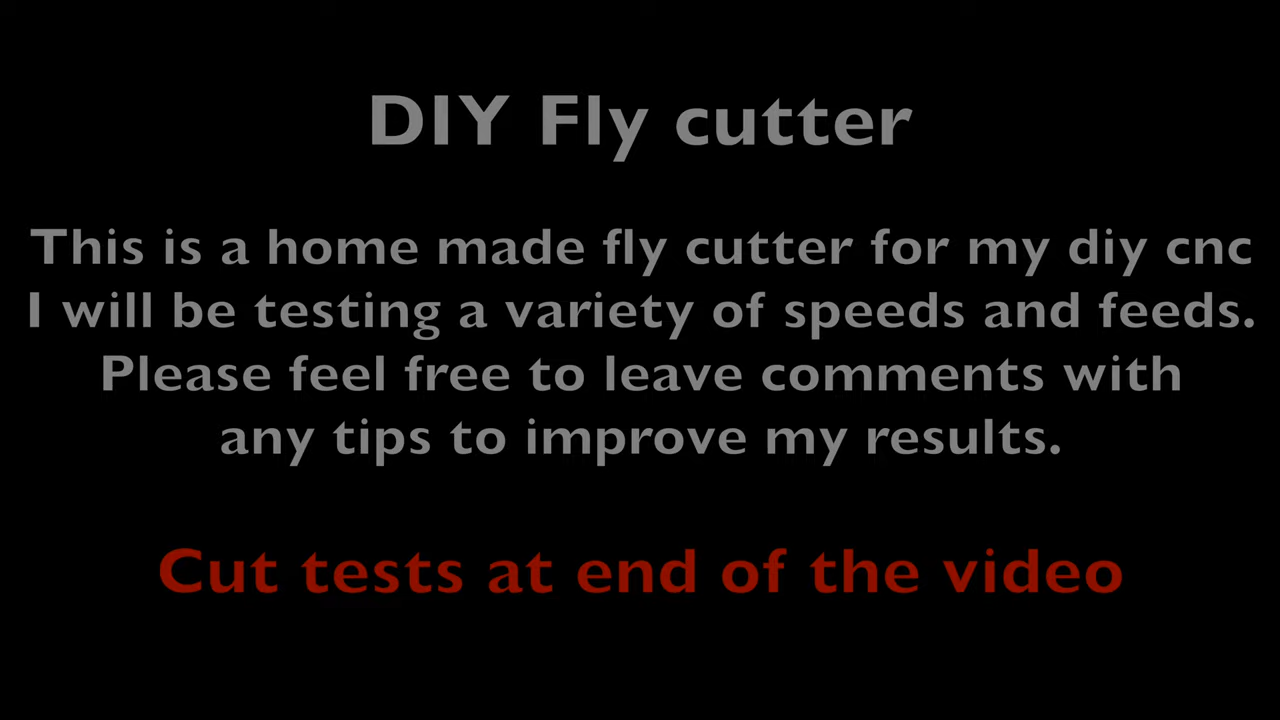 DIY Fly cutter
This is a home made fly cutter for my diy cnc
I will be testing a variety of speeds and feeds.
Please feel free to leave comments with
any tips to improve my results.
Cut tests at end of the video